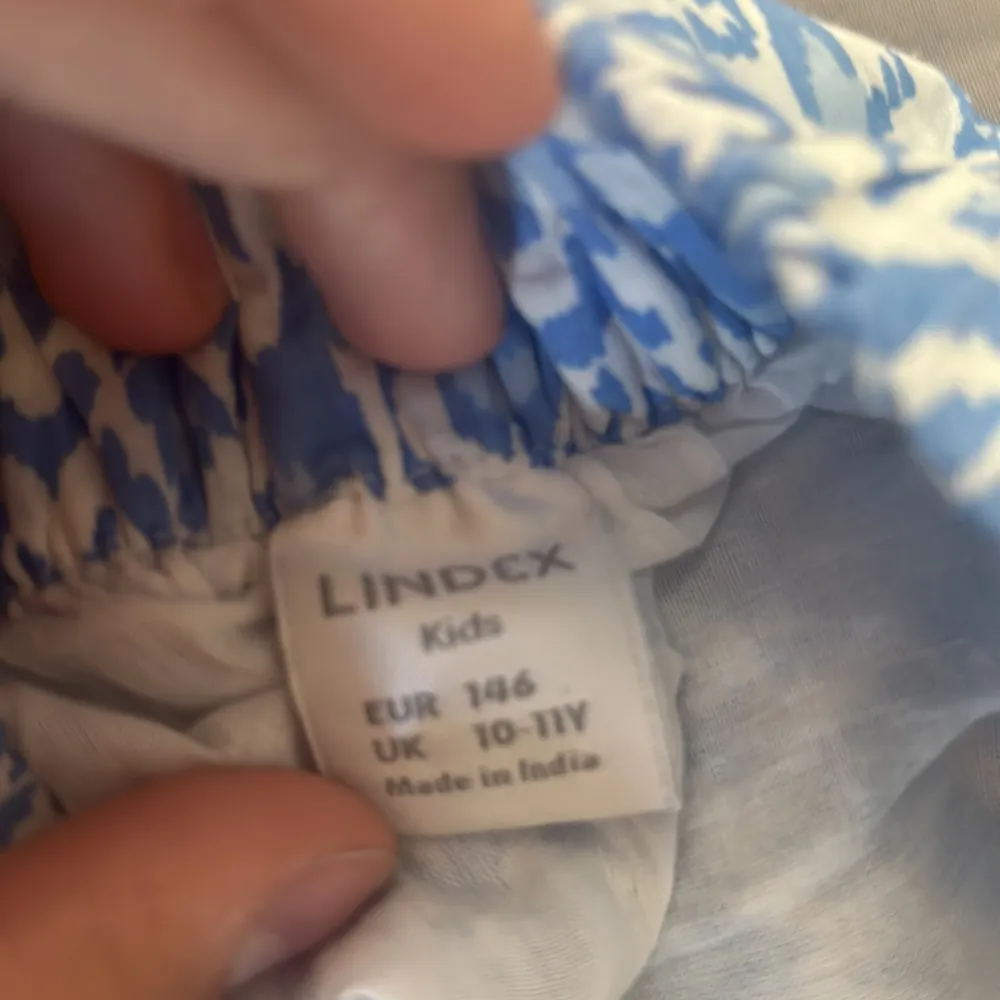 LINDEX
Kids
EUR 146
UK 10-11Y
Made in India